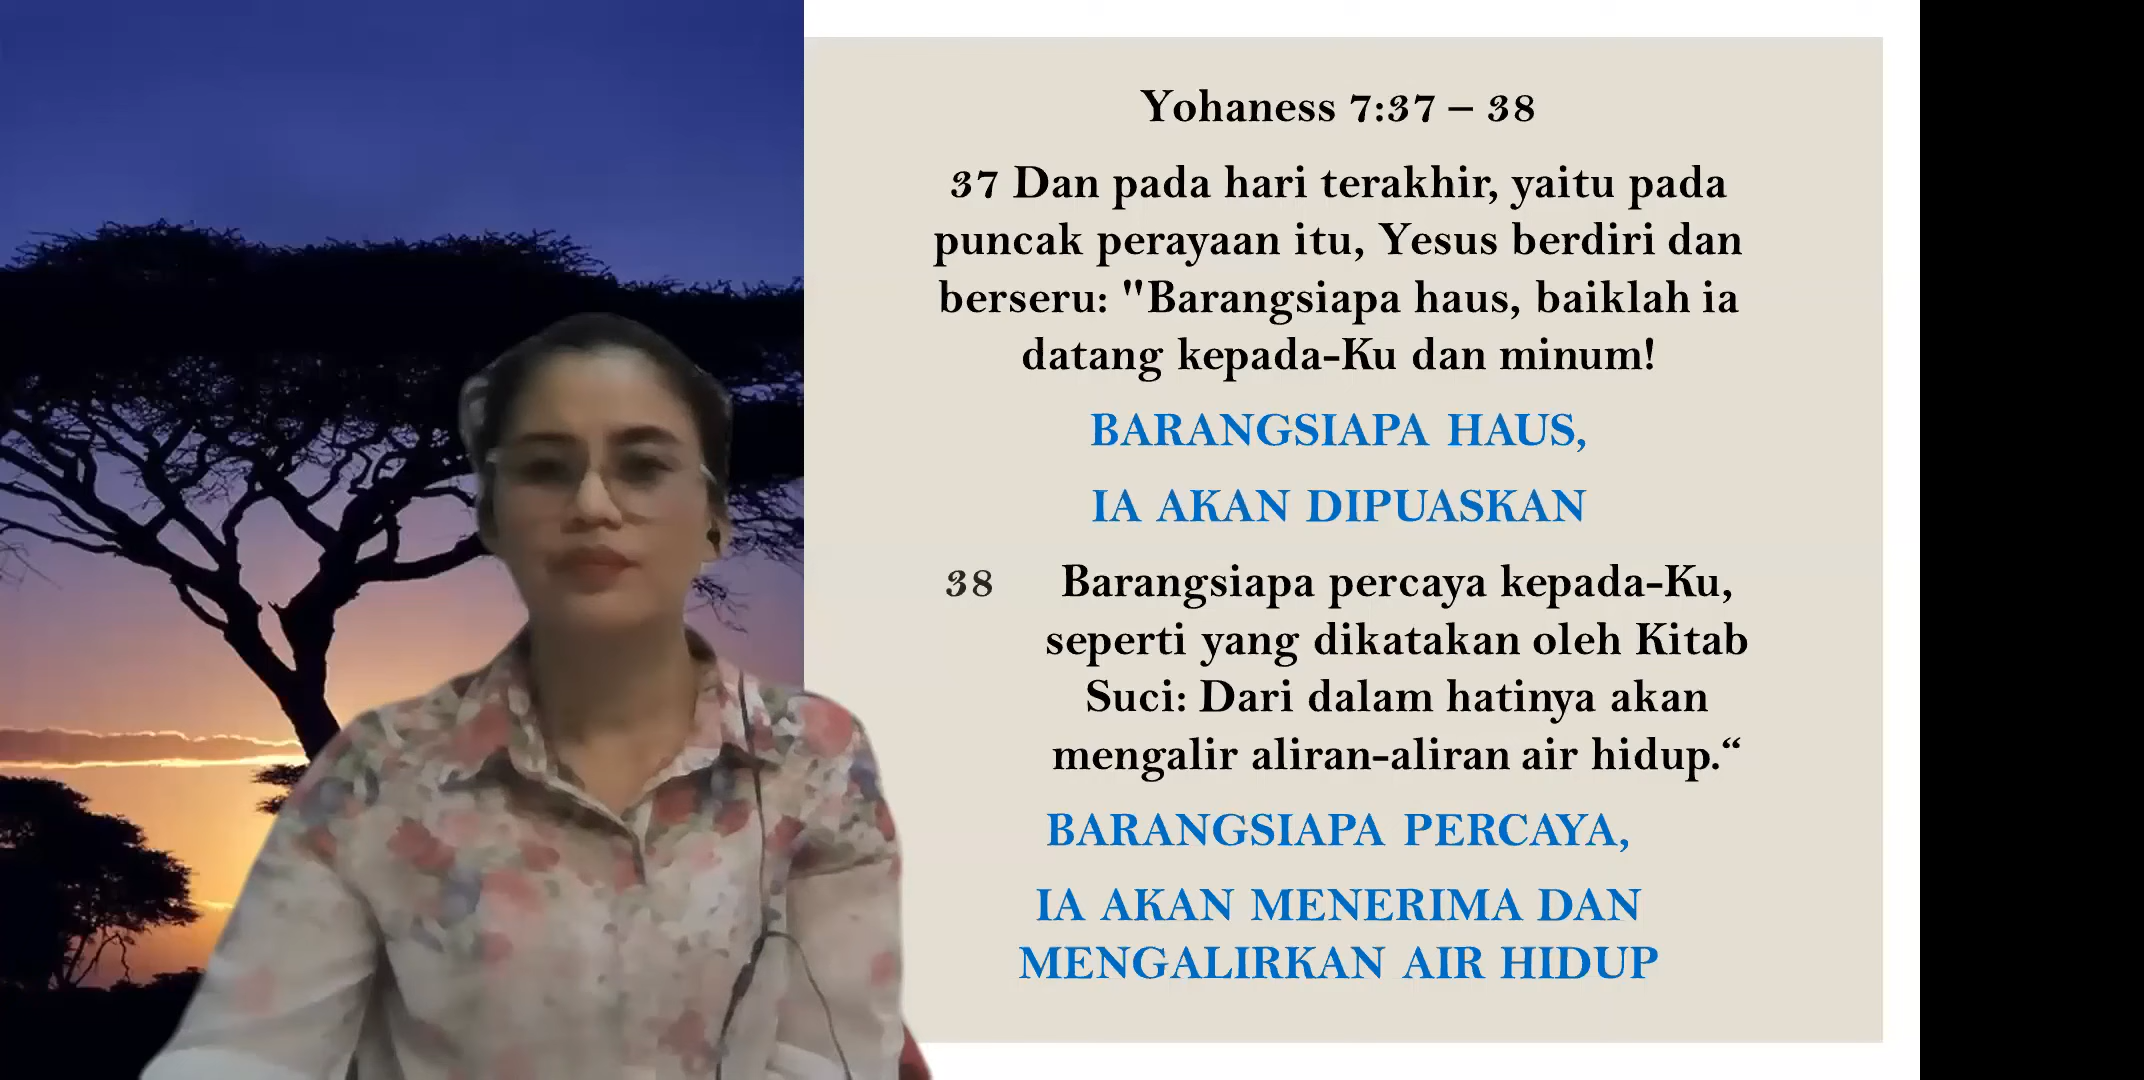 Yohaness 7:37 – 38
37 Dan pada hari terakhir, yaitu pada
puncak perayaan itu, Yesus berdiri dan
berseru: "Barangsiapa haus, baiklah ia
datang kepada-Ku dan minum!
BARANGSIAPA HAUS,
IA AKAN DIPUASKAN
38 Barangsiapa percaya kepada-Ku,
seperti yang dikatakan oleh Kitab
Suci: Dari dalam hatinya akan
mengalir aliran-aliran air hidup.“
BARANGSIAPA PERCAYA,
IA AKAN MENERIMA DAN
MENGALIRKAN AIR HIDUP